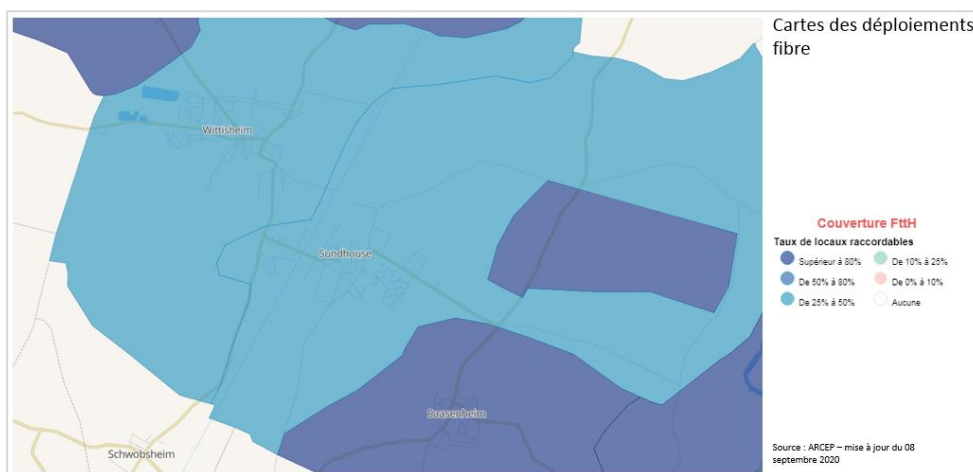 Cartes des déploiements
fibre
Wittisheim
Sundhouse
Saasenheim
Schwobsheim
Couverture FttH
Taux de locaux raccordables
Supérieur à 80%
De 10% à 25%
De 50% à 80%
De 0% à 10%
De 25% à 50%
Aucune
Source : ARCEP – mise à jour du 08
septembre 2020